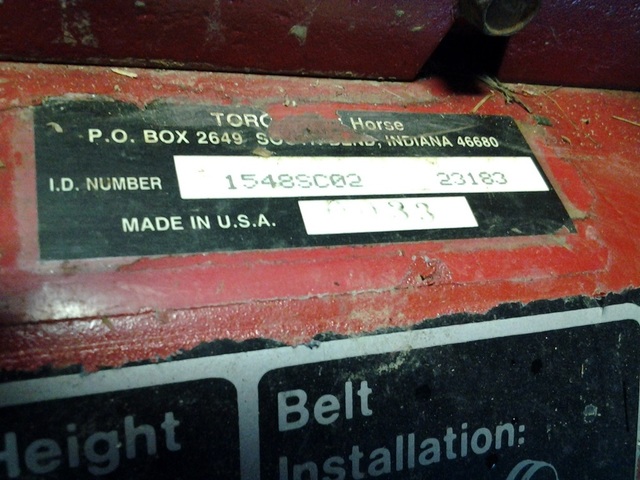 TORO Horse
P.O. BOX 2649 SOUTH BEND, INDIANA 46680
I.D. NUMBER 1548SC02 23183
MADE IN U.S.A.
Height
Belt
Installation: